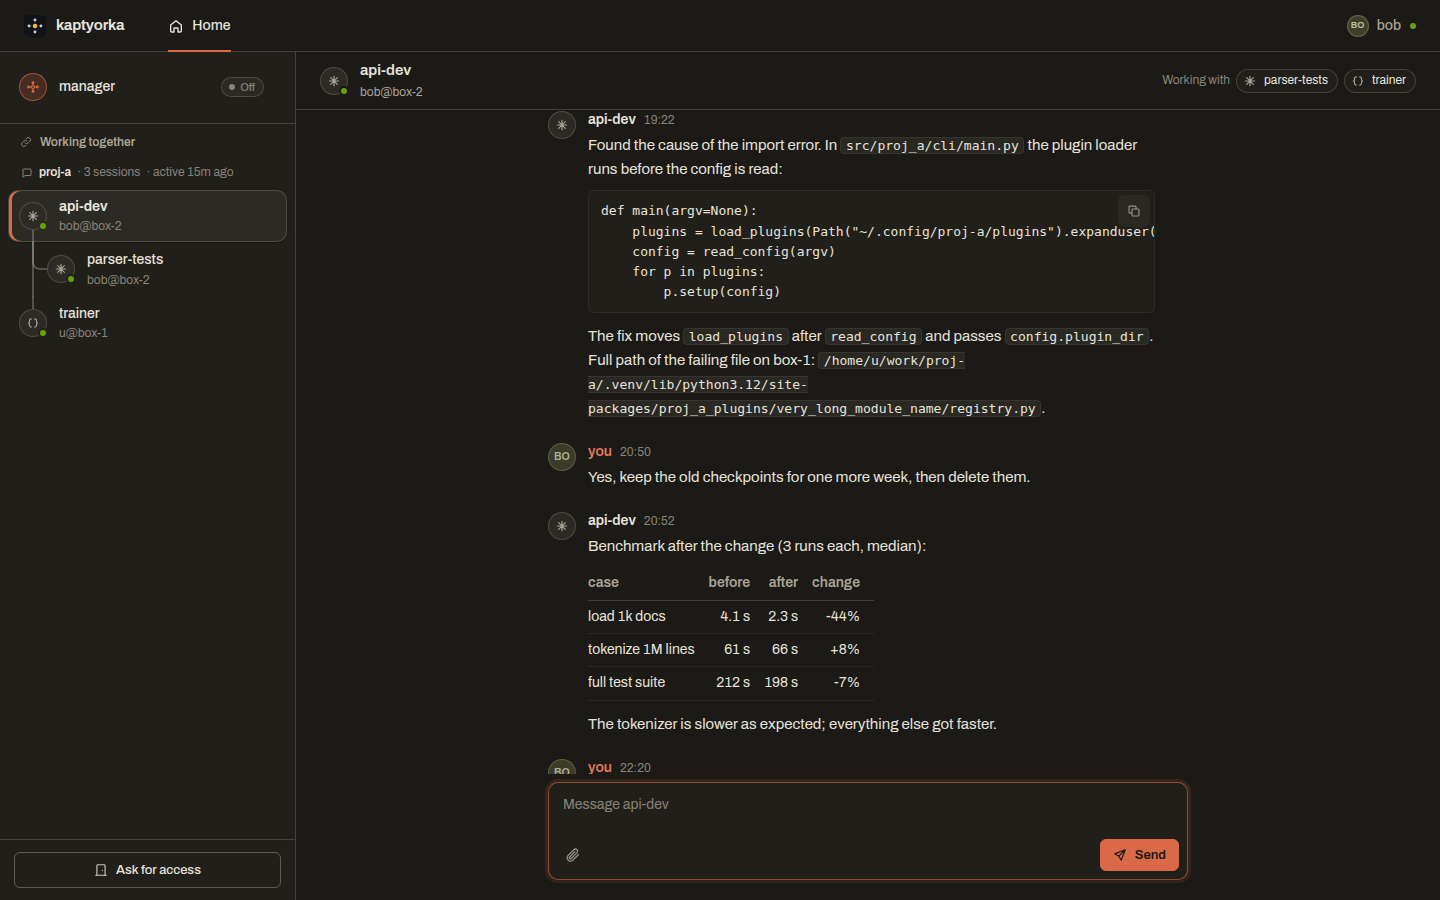 kaptyorka
Home
BO bob
manager
Off
Working together
proj-a · 3 sessions · active 15m ago
api-dev
bob@box-2
parser-tests
bob@box-2
trainer
u@box-1
Ask for access
api-dev
bob@box-2
Working with parser-tests trainer
api-dev 19:22
Found the cause of the import error. In src/proj_a/cli/main.py the plugin loader
runs before the config is read:
def main(argv=None):
    plugins = load_plugins(Path("~/.config/proj-a/plugins").expanduser(
    config = read_config(argv)
    for p in plugins:
        p.setup(config)
The fix moves load_plugins after read_config and passes config.plugin_dir.
Full path of the failing file on box-1: /home/u/work/proj-
a/.venv/lib/python3.12/site-
packages/proj_a_plugins/very_long_module_name/registry.py.
BO you 20:50
Yes, keep the old checkpoints for one more week, then delete them.
api-dev 20:52
Benchmark after the change (3 runs each, median):
case before after change
load 1k docs 4.1 s 2.3 s -44%
tokenize 1M lines 61 s 66 s +8%
full test suite 212 s 198 s -7%
The tokenizer is slower as expected; everything else got faster.
BO you 22:20
Message api-dev
Send